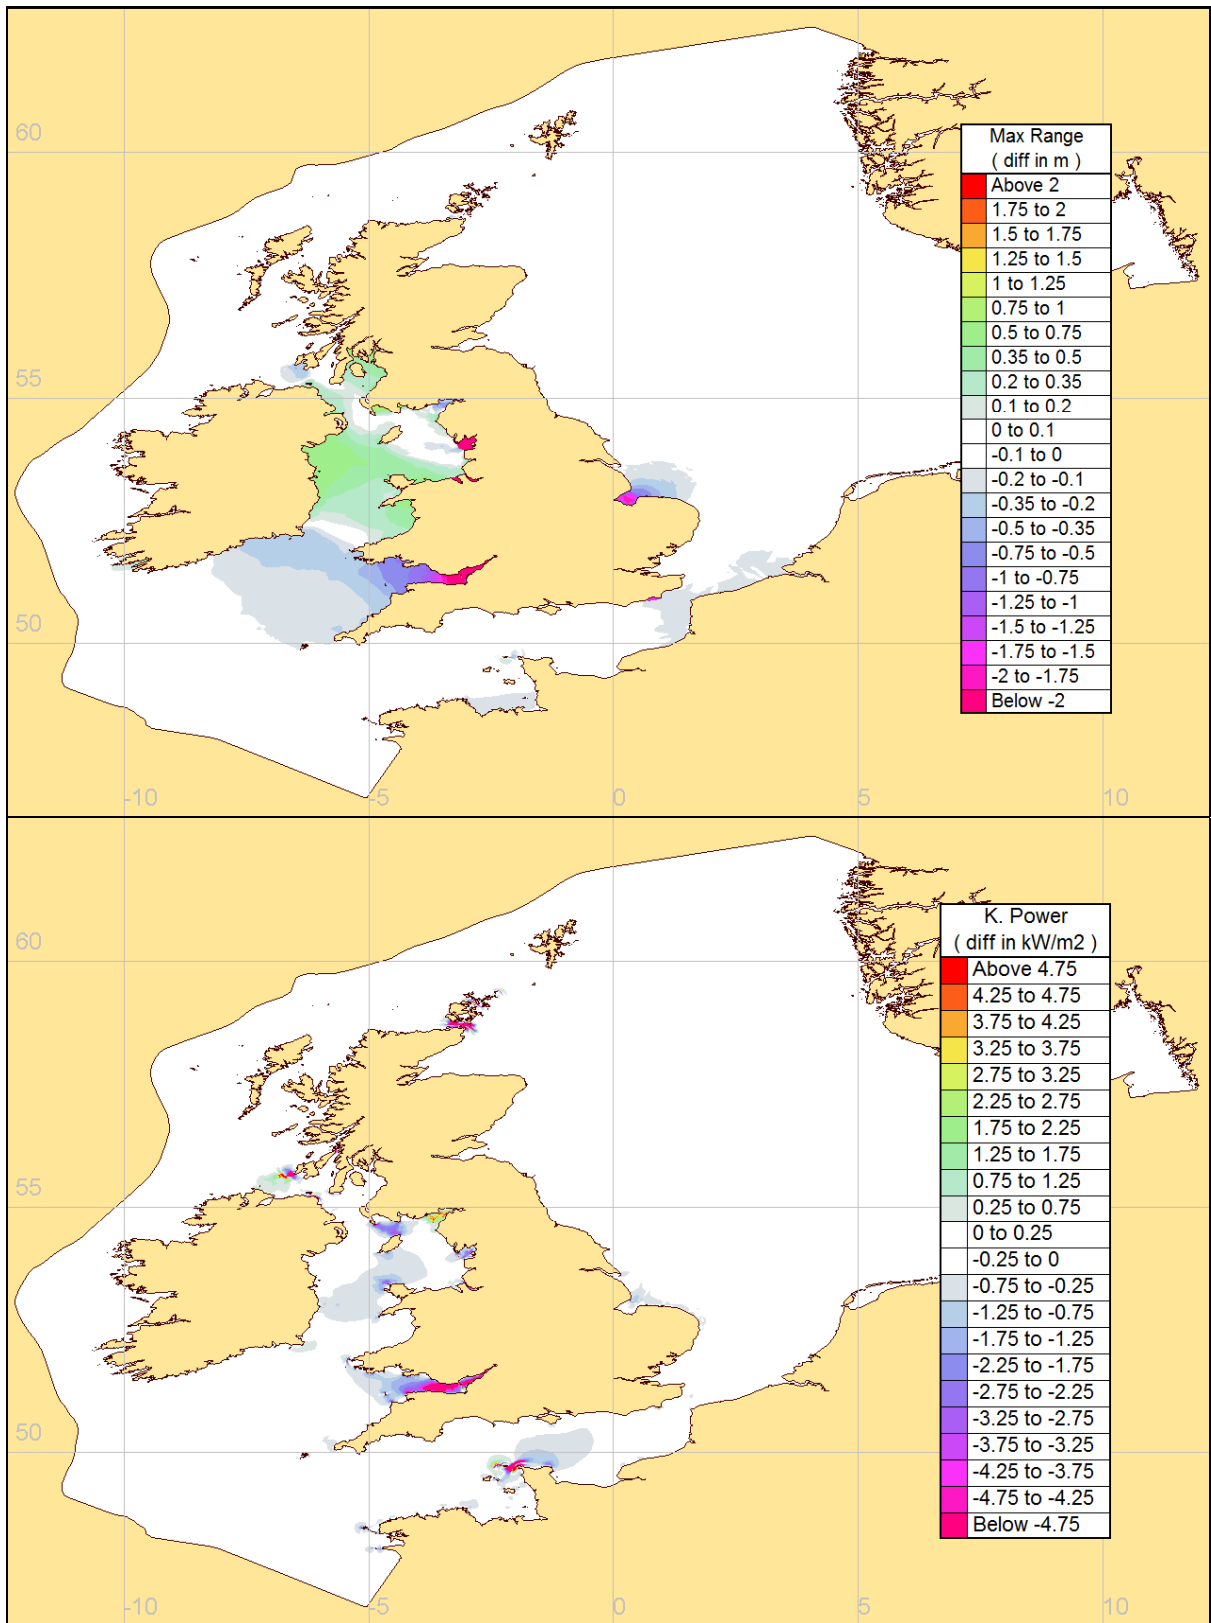 60
55
50
-10
-5
0
5
10
Max Range
( diff in m )
Above 2
1.75 to 2
1.5 to 1.75
1.25 to 1.5
1 to 1.25
0.75 to 1
0.5 to 0.75
0.35 to 0.5
0.2 to 0.35
0.1 to 0.2
0 to 0.1
-0.1 to 0
-0.2 to -0.1
-0.35 to -0.2
-0.5 to -0.35
-0.75 to -0.5
-1 to -0.75
-1.25 to -1
-1.5 to -1.25
-1.75 to -1.5
-2 to -1.75
Below -2
60
55
50
-10
-5
0
5
10
K. Power
( diff in kW/m2 )
Above 4.75
4.25 to 4.75
3.75 to 4.25
3.25 to 3.75
2.75 to 3.25
2.25 to 2.75
1.75 to 2.25
1.25 to 1.75
0.75 to 1.25
0.25 to 0.75
0 to 0.25
-0.25 to 0
-0.75 to -0.25
-1.25 to -0.75
-1.75 to -1.25
-2.25 to -1.75
-2.75 to -2.25
-3.25 to -2.75
-3.75 to -3.25
-4.25 to -3.75
-4.75 to -4.25
Below -4.75